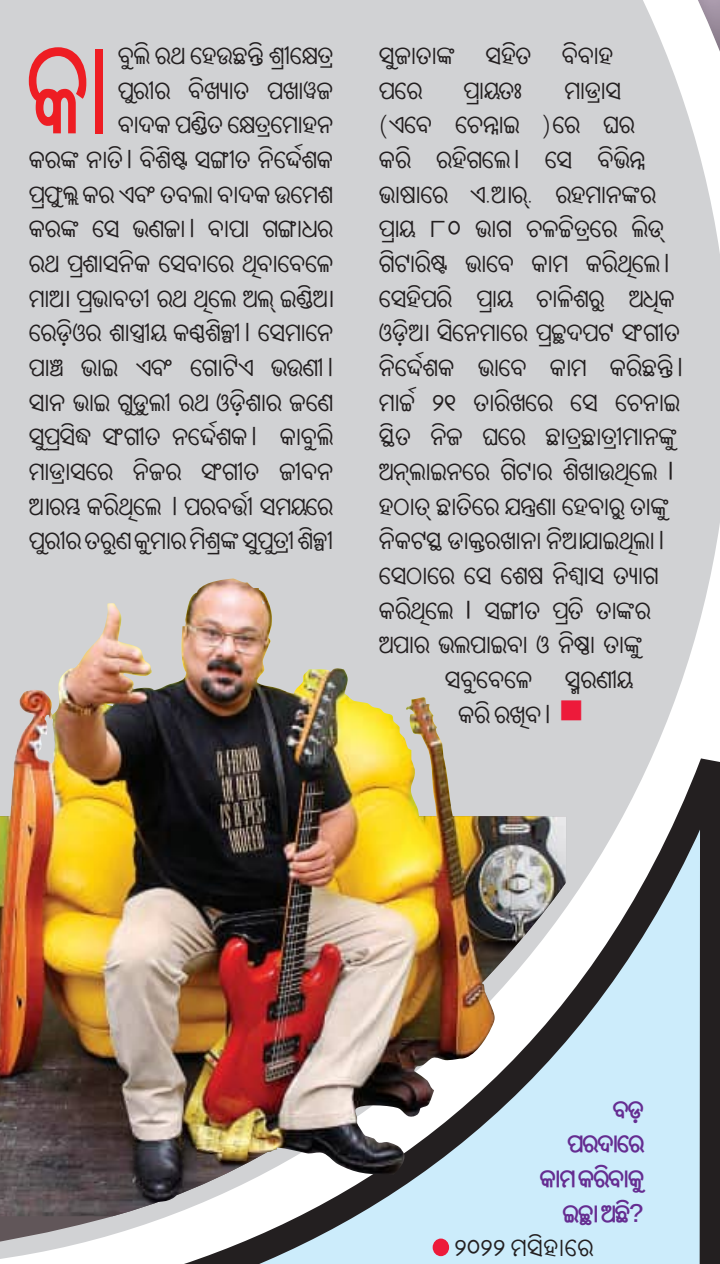 କାବୁଲି ରଥ ହେଉଛନ୍ତି ଶ୍ରୀକ୍ଷେତ୍ର
ପୁରୀର ବିଖ୍ୟାତ ପଖାୱଜ
ବାଦକ ପଣ୍ଡିତ କ୍ଷେତ୍ରମୋହନ
କରଙ୍କ ନାତି। ବିଶିଷ୍ଟ ସଙ୍ଗୀତ ନିର୍ଦ୍ଦେଶକ
ପ୍ରଫୁଲ୍ଲ କର ଏବଂ ତବଲା ବାଦକ ଉମେଶ
କରଙ୍କ ସେ ଭଣଜା। ବାପା ଗଙ୍ଗାଧର
ରଥ ପ୍ରଶାସନିକ ସେବାରେ ଥିବାବେଳେ
ମାଆ ପ୍ରଭାବତୀ ରଥ ଥିଲେ ଅଲ୍ ଇଣ୍ଡିଆ
ରେଡ଼ିଓର ଶାସ୍ତ୍ରୀୟ କଣ୍ଠଶିଳ୍ପୀ। ସେମାନେ
ପାଞ୍ଚ ଭାଇ ଏବଂ ଗୋଟିଏ ଭଉଣୀ।
ସାନ ଭାଇ ଗୁଡୁଲୀ ରଥ ଓଡ଼ିଶାର ଜଣେ
ସୁପ୍ରସିଦ୍ଧ ସଂଗୀତ ନର୍ଦ୍ଦେଶକ। କାବୁଲି
ମାଡ୍ରାସରେ ନିଜର ସଂଗୀତ ଜୀବନ
ଆରମ୍ଭ କରିଥିଲେ । ପରବର୍ତ୍ତୀ ସମୟରେ
ପୁରୀର ତରୁଣ କୁମାର ମିଶ୍ରଙ୍କ ସୁପୁତ୍ରୀ ଶିଳ୍ପୀ
ସୁଜାତାଙ୍କ ସହିତ ବିବାହ
ପରେ ପ୍ରାୟତଃ ମାଡ୍ରାସ
(ଏବେ ଚେନ୍ନାଇ )ରେ ଘର
କରି ରହିଗଲେ। ସେ ବିଭିନ୍ନ
ଭାଷାରେ ଏ.ଆର୍. ରହମାନଙ୍କର
ପ୍ରାୟ ୮୦ ଭାଗ ଚଳଚ୍ଚିତ୍ରରେ ଲିଡ୍
ଗିଟାରିଷ୍ଟ ଭାବେ କାମ କରିଥିଲେ।
ସେହିପରି ପ୍ରାୟ ଚାଳିଶରୁ ଅଧିକ
ଓଡ଼ିଆ ସିନେମାରେ ପ୍ରଚ୍ଛଦପଟ ସଂଗୀତ
ନିର୍ଦ୍ଦେଶକ ଭାବେ କାମ କରିଛନ୍ତି।
ମାର୍ଚ୍ଚ ୨୧ ତାରିଖରେ ସେ ଚେନାଇ
ସ୍ଥିତ ନିଜ ଘରେ ଛାତ୍ରଛାତ୍ରୀମାନଙ୍କୁ
ଅନ୍‌ଲାଇନରେ ଗିଟାର ଶିଖାଉଥିଲେ ।
ହଠାତ୍ ଛାତିରେ ଯନ୍ତ୍ରଣା ହେବାରୁ ତାଙ୍କୁ
ନିକଟସ୍ଥ ଡାକ୍ତରଖାନା ନିଆଯାଇଥିଲା।
ସେଠାରେ ସେ ଶେଷ ନିଶ୍ୱାସ ତ୍ୟାଗ
କରିଥିଲେ । ସଙ୍ଗୀତ ପ୍ରତି ତାଙ୍କର
ଅପାର ଭଲପାଇବା ଓ ନିଷ୍ଠା ତାଙ୍କୁ
ସବୁବେଳେ ସ୍ମରଣୀୟ
କରି ରଖିବ।
A FRIEND
IN NEED
IS A PEST
INDEED
ବଡ଼
ପରଦାରେ
କାମ କରିବାକୁ
ଇଚ୍ଛା ଅଛି?
● ୨୦୨୨ ମସିହାରେ